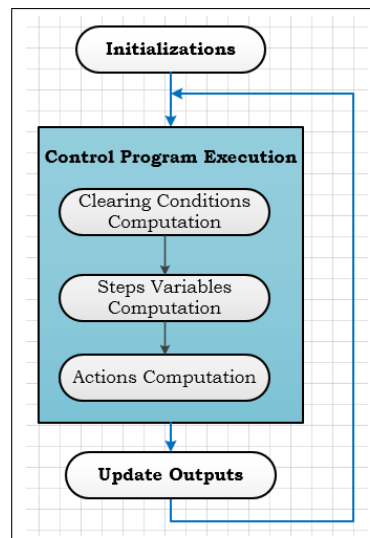 Initializations
Control Program Execution
Clearing Conditions
Computation
Steps Variables
Computation
Actions Computation
Update Outputs